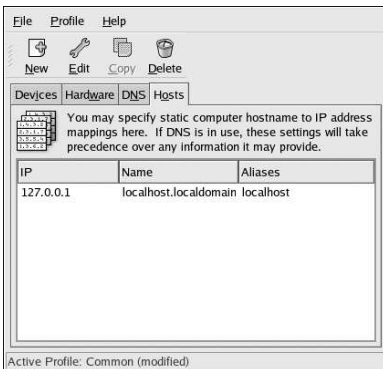 File Profile Help
New Edit Copy Delete
Devices Hardware DNS Hosts
You may specify static computer hostname to IP address
mappings here. If DNS is in use, these settings will take
precedence over any information it may provide.
IP Name Aliases
127.0.0.1 localhost.localdomain localhost
Active Profile: Common (modified)